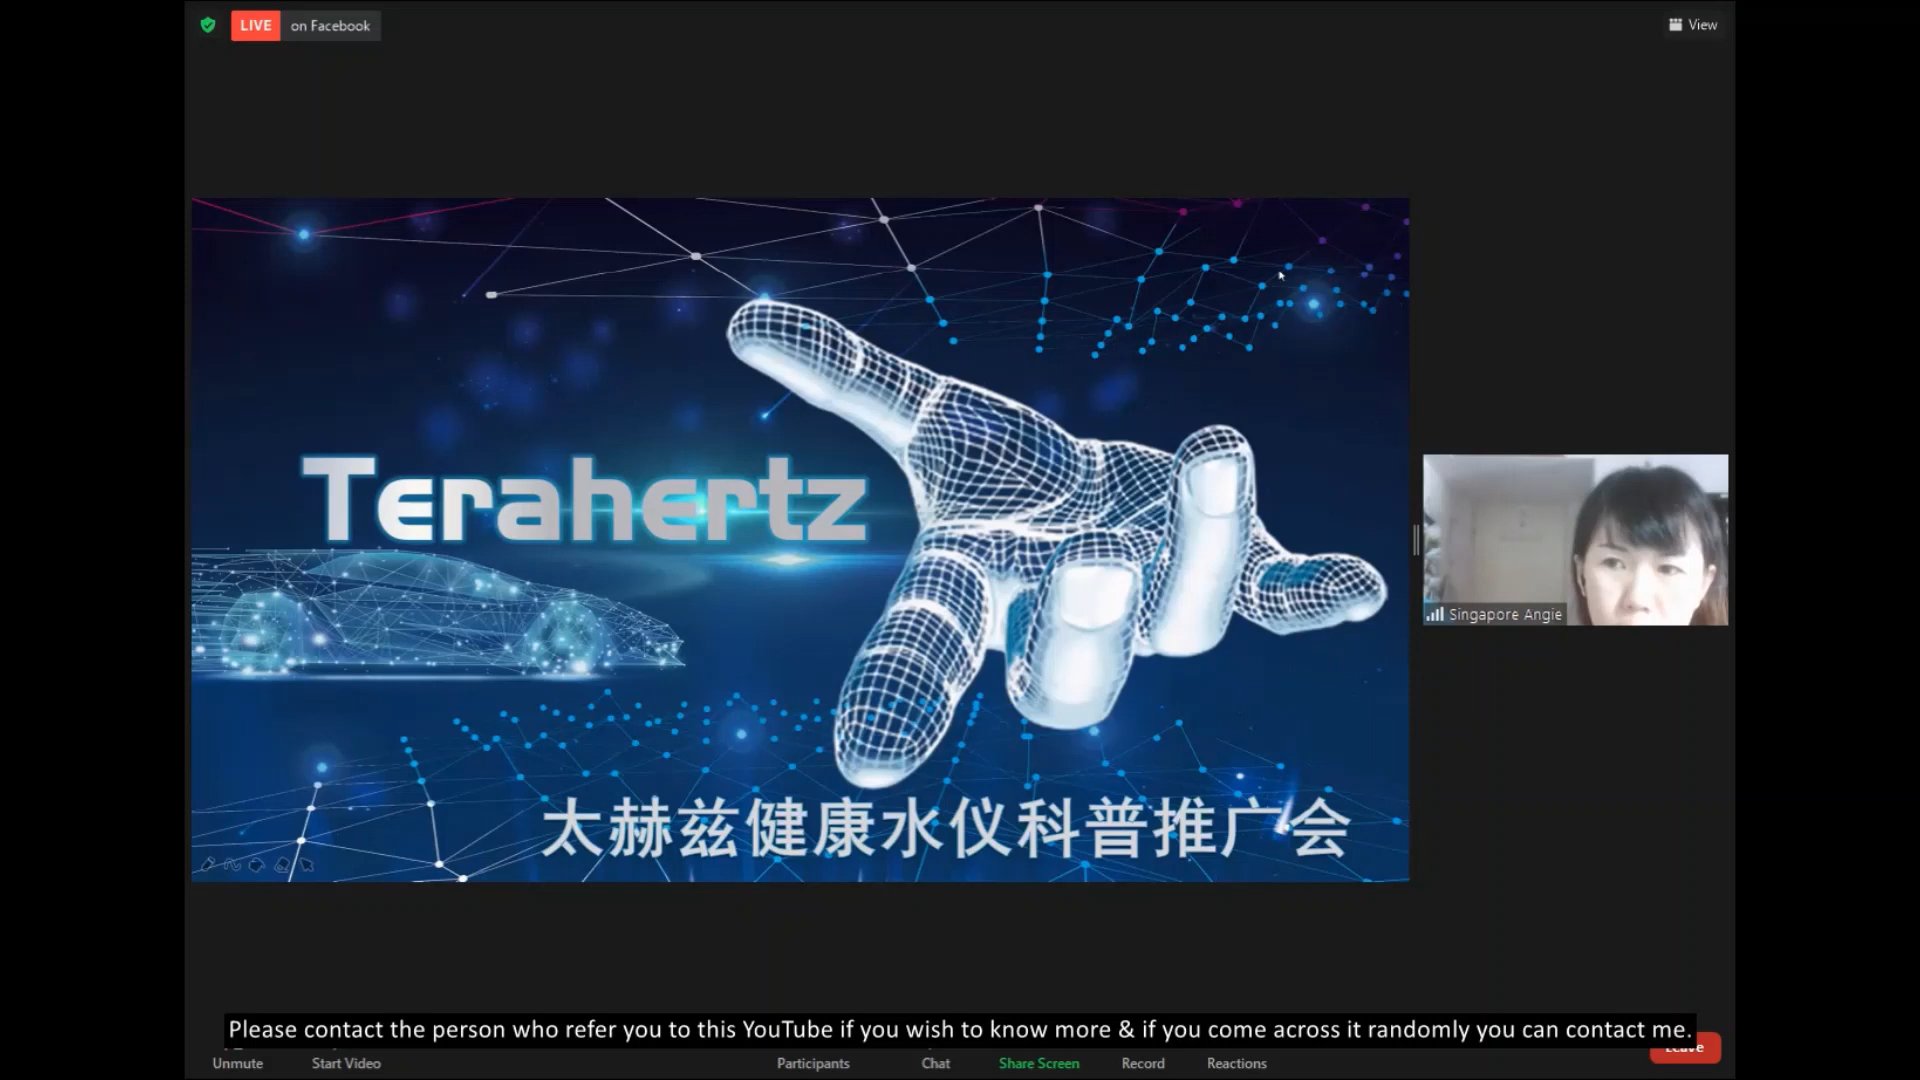 LIVE on Facebook
View
Terahertz
Singapore Angie
太赫兹健康水仪科普推广会
Please contact the person who refer you to this YouTube if you wish to know more & if you come across it randomly you can contact me.
Leave
Unmute Start Video Participants Chat Share Screen Record Reactions